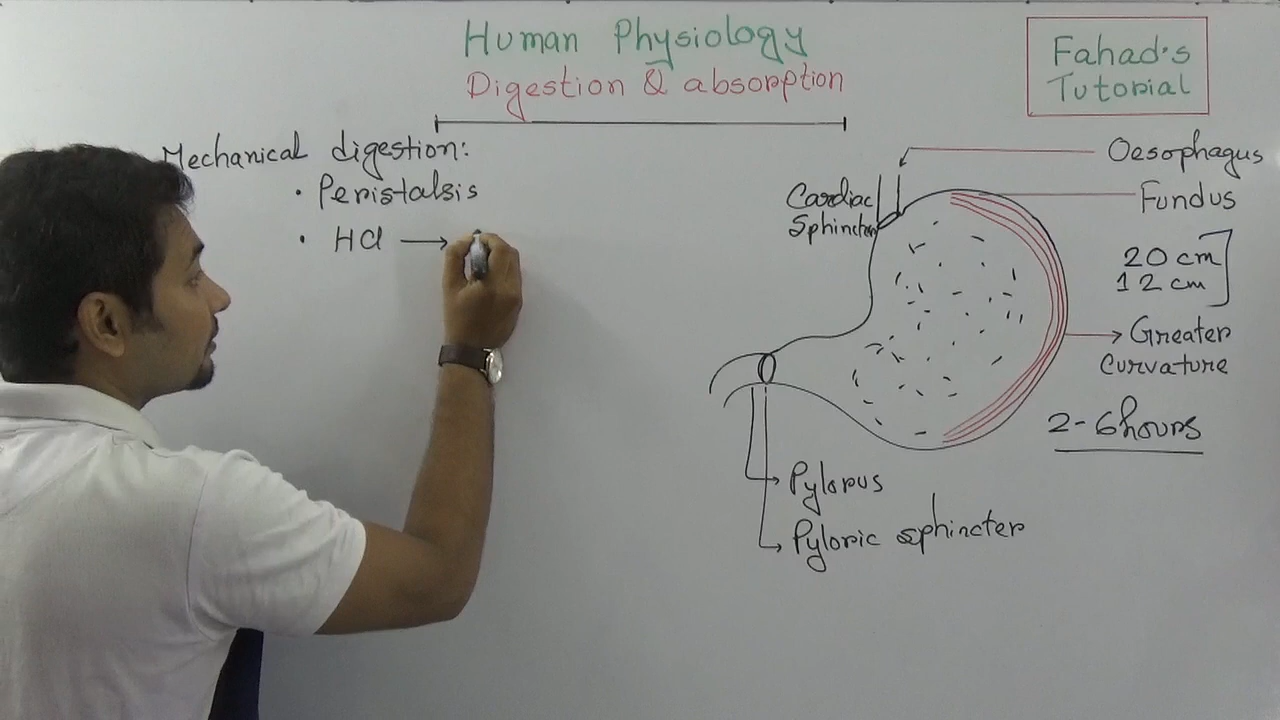 Human Physiology
Digestion & absorption
Fahad's
Tutorial
Mechanical digestion:
• Peristalsis
• HCl →
Oesophagus
Cardiac
Sphincter
Fundus
20 cm
12 cm
Greater
Curvature
2-6 hours
Pylorus
Pyloric sphincter